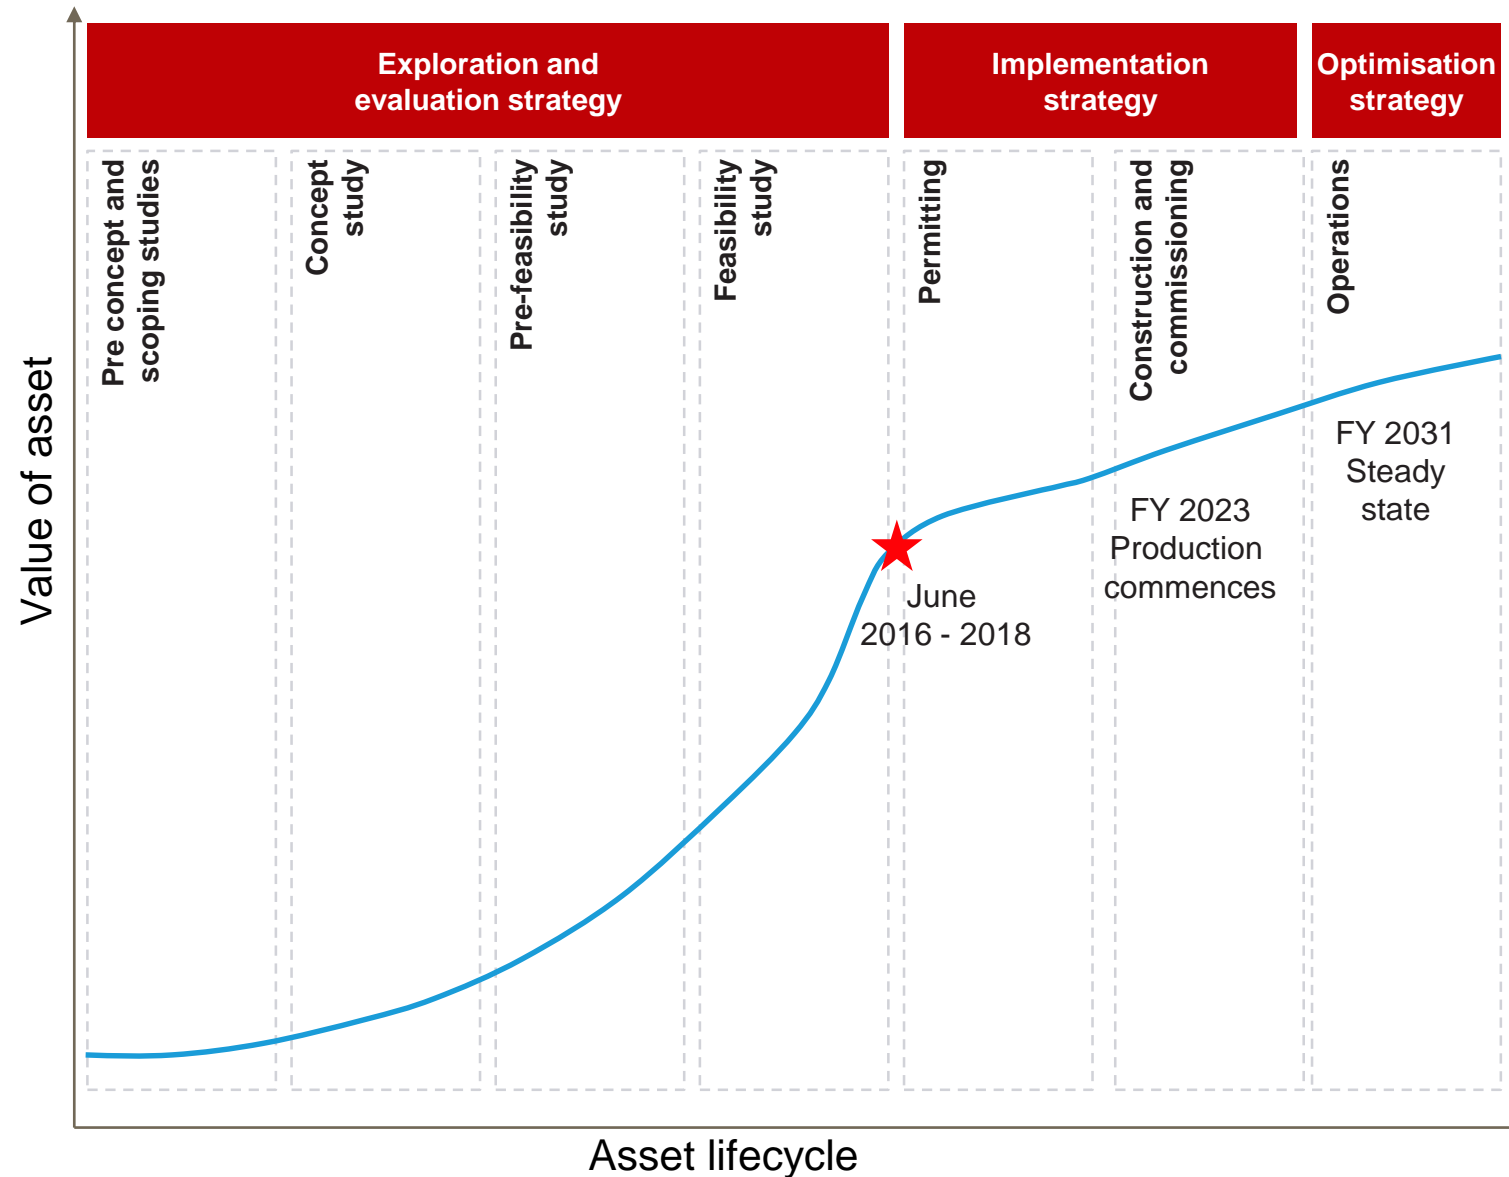 Exploration and
evaluation strategy
Implementation
strategy
Optimisation
strategy
Pre concept and
scoping studies
Concept
study
Pre-feasibility
study
Feasibility
study
Permitting
Construction and
commissioning
Operations
Value of asset
FY 2031
Steady
state
FY 2023
Production
commences
June
2016 - 2018
Asset lifecycle